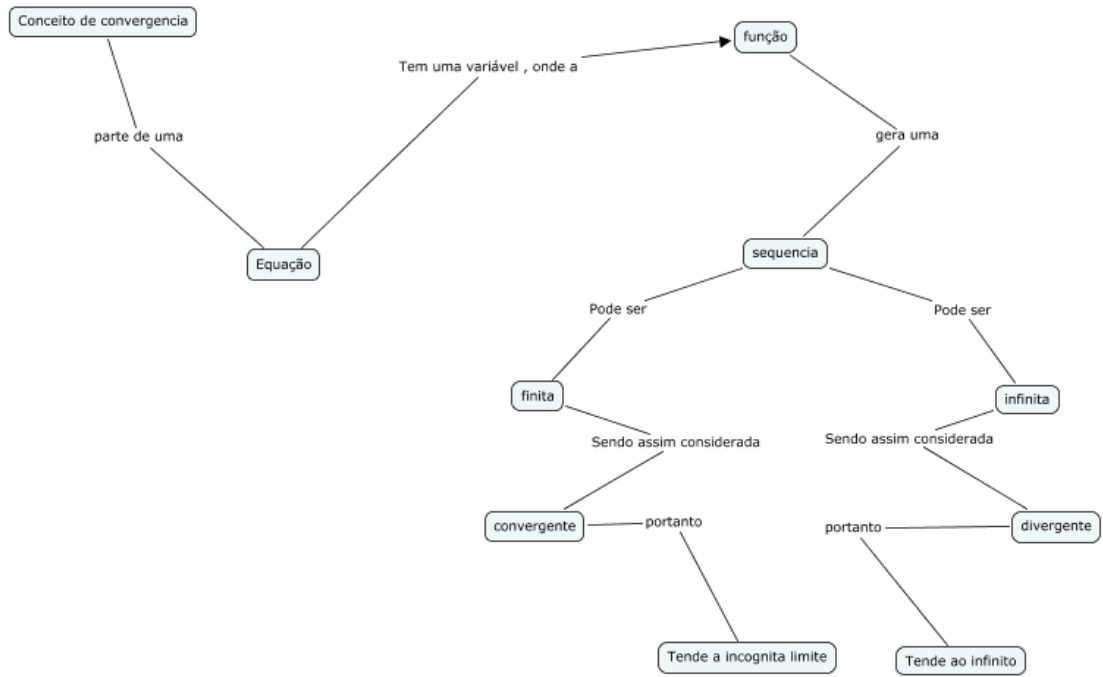 Conceito de convergencia
parte de uma
Equação
Tem uma variável , onde a
função
gera uma
sequencia
Pode ser
finita
Sendo assim considerada
convergente
portanto
Tende a incognita limite
Pode ser
infinita
Sendo assim considerada
divergente
portanto
Tende ao infinito